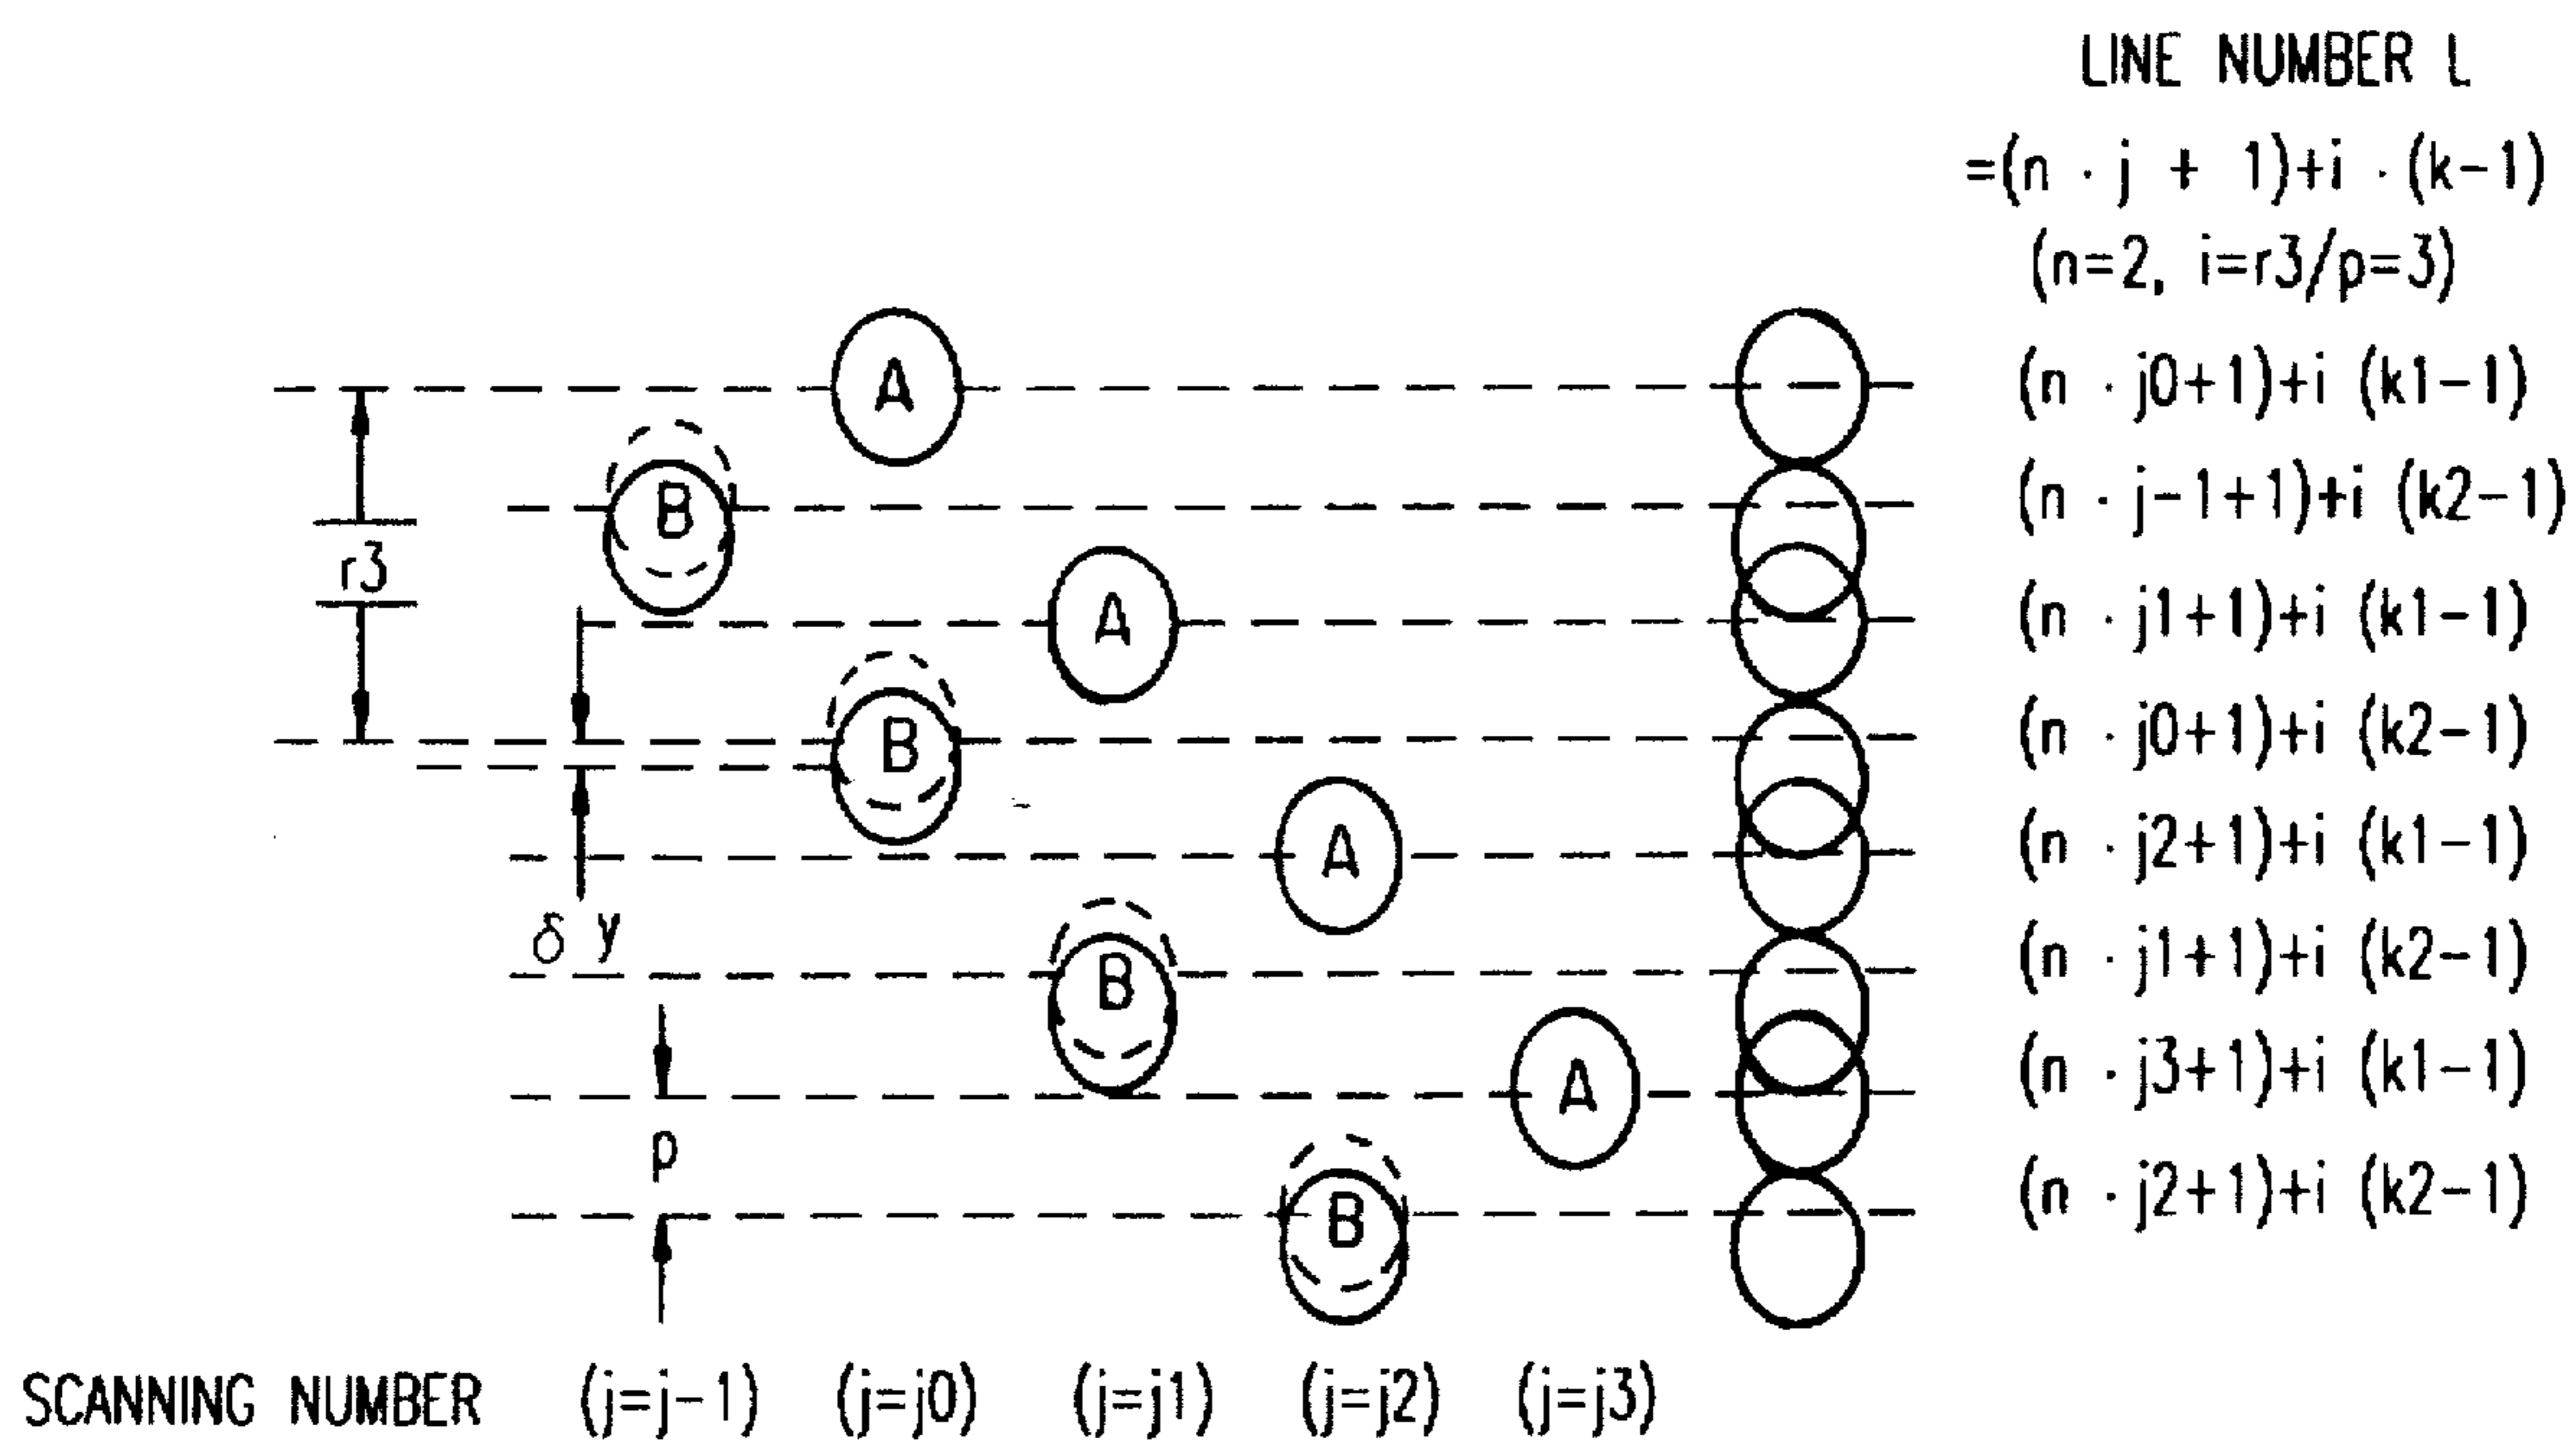 LINE NUMBER L
=(n · j + 1)+i · (k-1)
(n=2, i=r3/p=3)
A
(n · j0+1)+i (k1-1)
B
(n · j-1+1)+i (k2-1)
r3
A
(n · j1+1)+i (k1-1)
B
(n · j0+1)+i (k2-1)
A
(n · j2+1)+i (k1-1)
δ y
B
(n · j1+1)+i (k2-1)
A
(n · j3+1)+i (k1-1)
p
B
(n · j2+1)+i (k2-1)
SCANNING NUMBER (j=j-1) (j=j0) (j=j1) (j=j2) (j=j3)